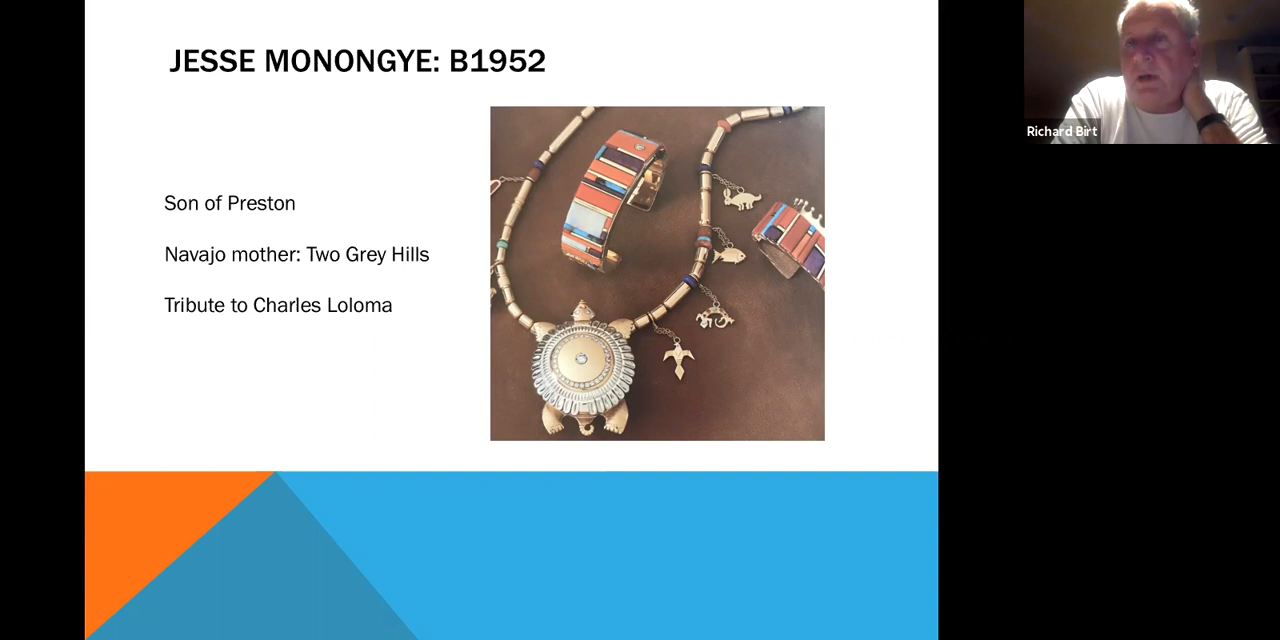 JESSE MONONGYE: B1952
Son of Preston
Navajo mother: Two Grey Hills
Tribute to Charles Loloma
Richard Birt